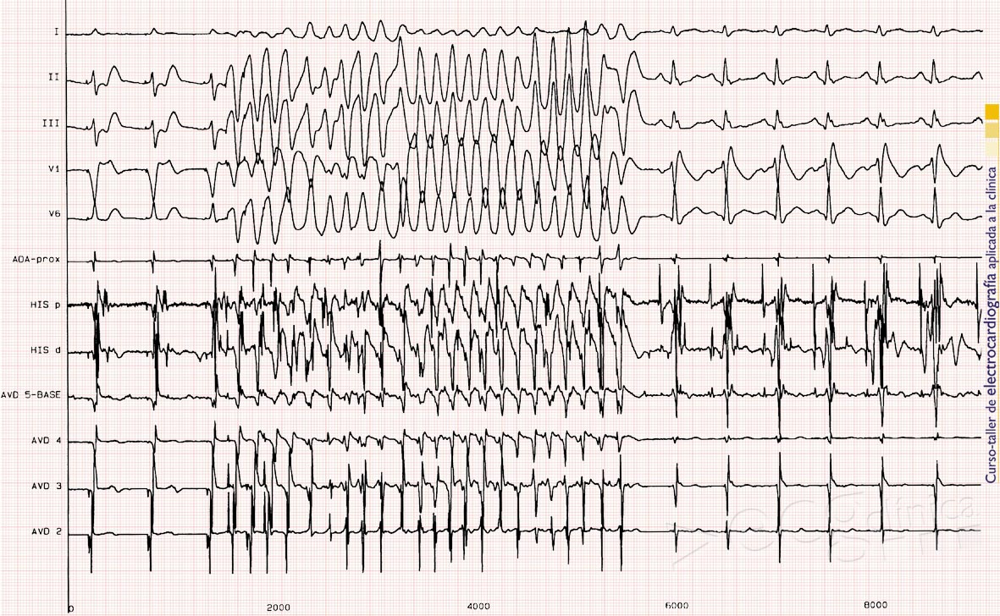 I
II
III
V1
V6
ADA-prox
HIS p
HIS d
AVD 5-BASE
AVD 4
AVD 3
AVD 2
0 2000 4000 6000 8000
Curso-taller de electrocardiografía aplicada a la clínica